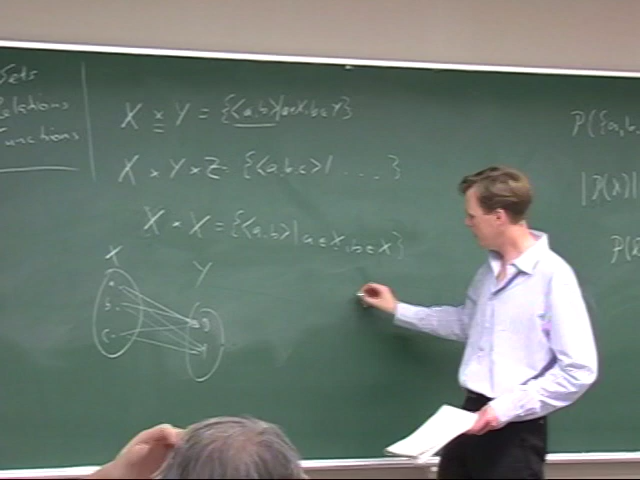 Sets
Relations
Functions
X × Y = {<a,b>|a∈X, b∈Y}
X × Y × Z = {<a,b,c>| .... }
X × X = {<a,b>|a∈X, b∈X}
X
Y
a
b
c
P({a,b
|P(X)|
P(